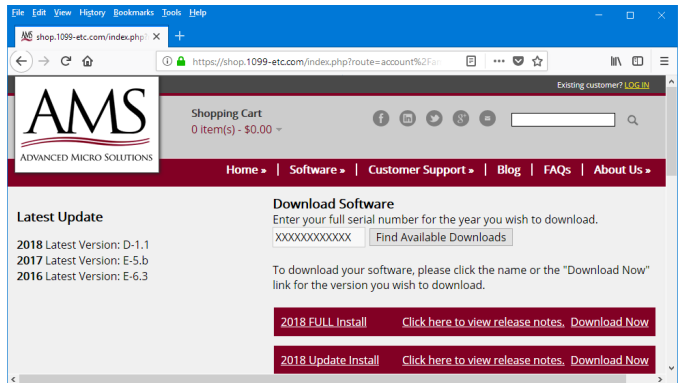 File Edit View History Bookmarks Tools Help
shop.1099-etc.com/index.php?
https://shop.1099-etc.com/index.php?route=account%2Far
Existing customer? LOG IN
AMS
ADVANCED MICRO SOLUTIONS
Shopping Cart
0 item(s) - $0.00
Home » | Software » | Customer Support » | Blog | FAQs | About Us »
Latest Update
2018 Latest Version: D-1.1
2017 Latest Version: E-5.b
2016 Latest Version: E-6.3
Download Software
Enter your full serial number for the year you wish to download.
XXXXXXXXXXXX Find Available Downloads
To download your software, please click the name or the "Download Now"
link for the version you wish to download.
2018 FULL Install Click here to view release notes. Download Now
2018 Update Install Click here to view release notes. Download Now